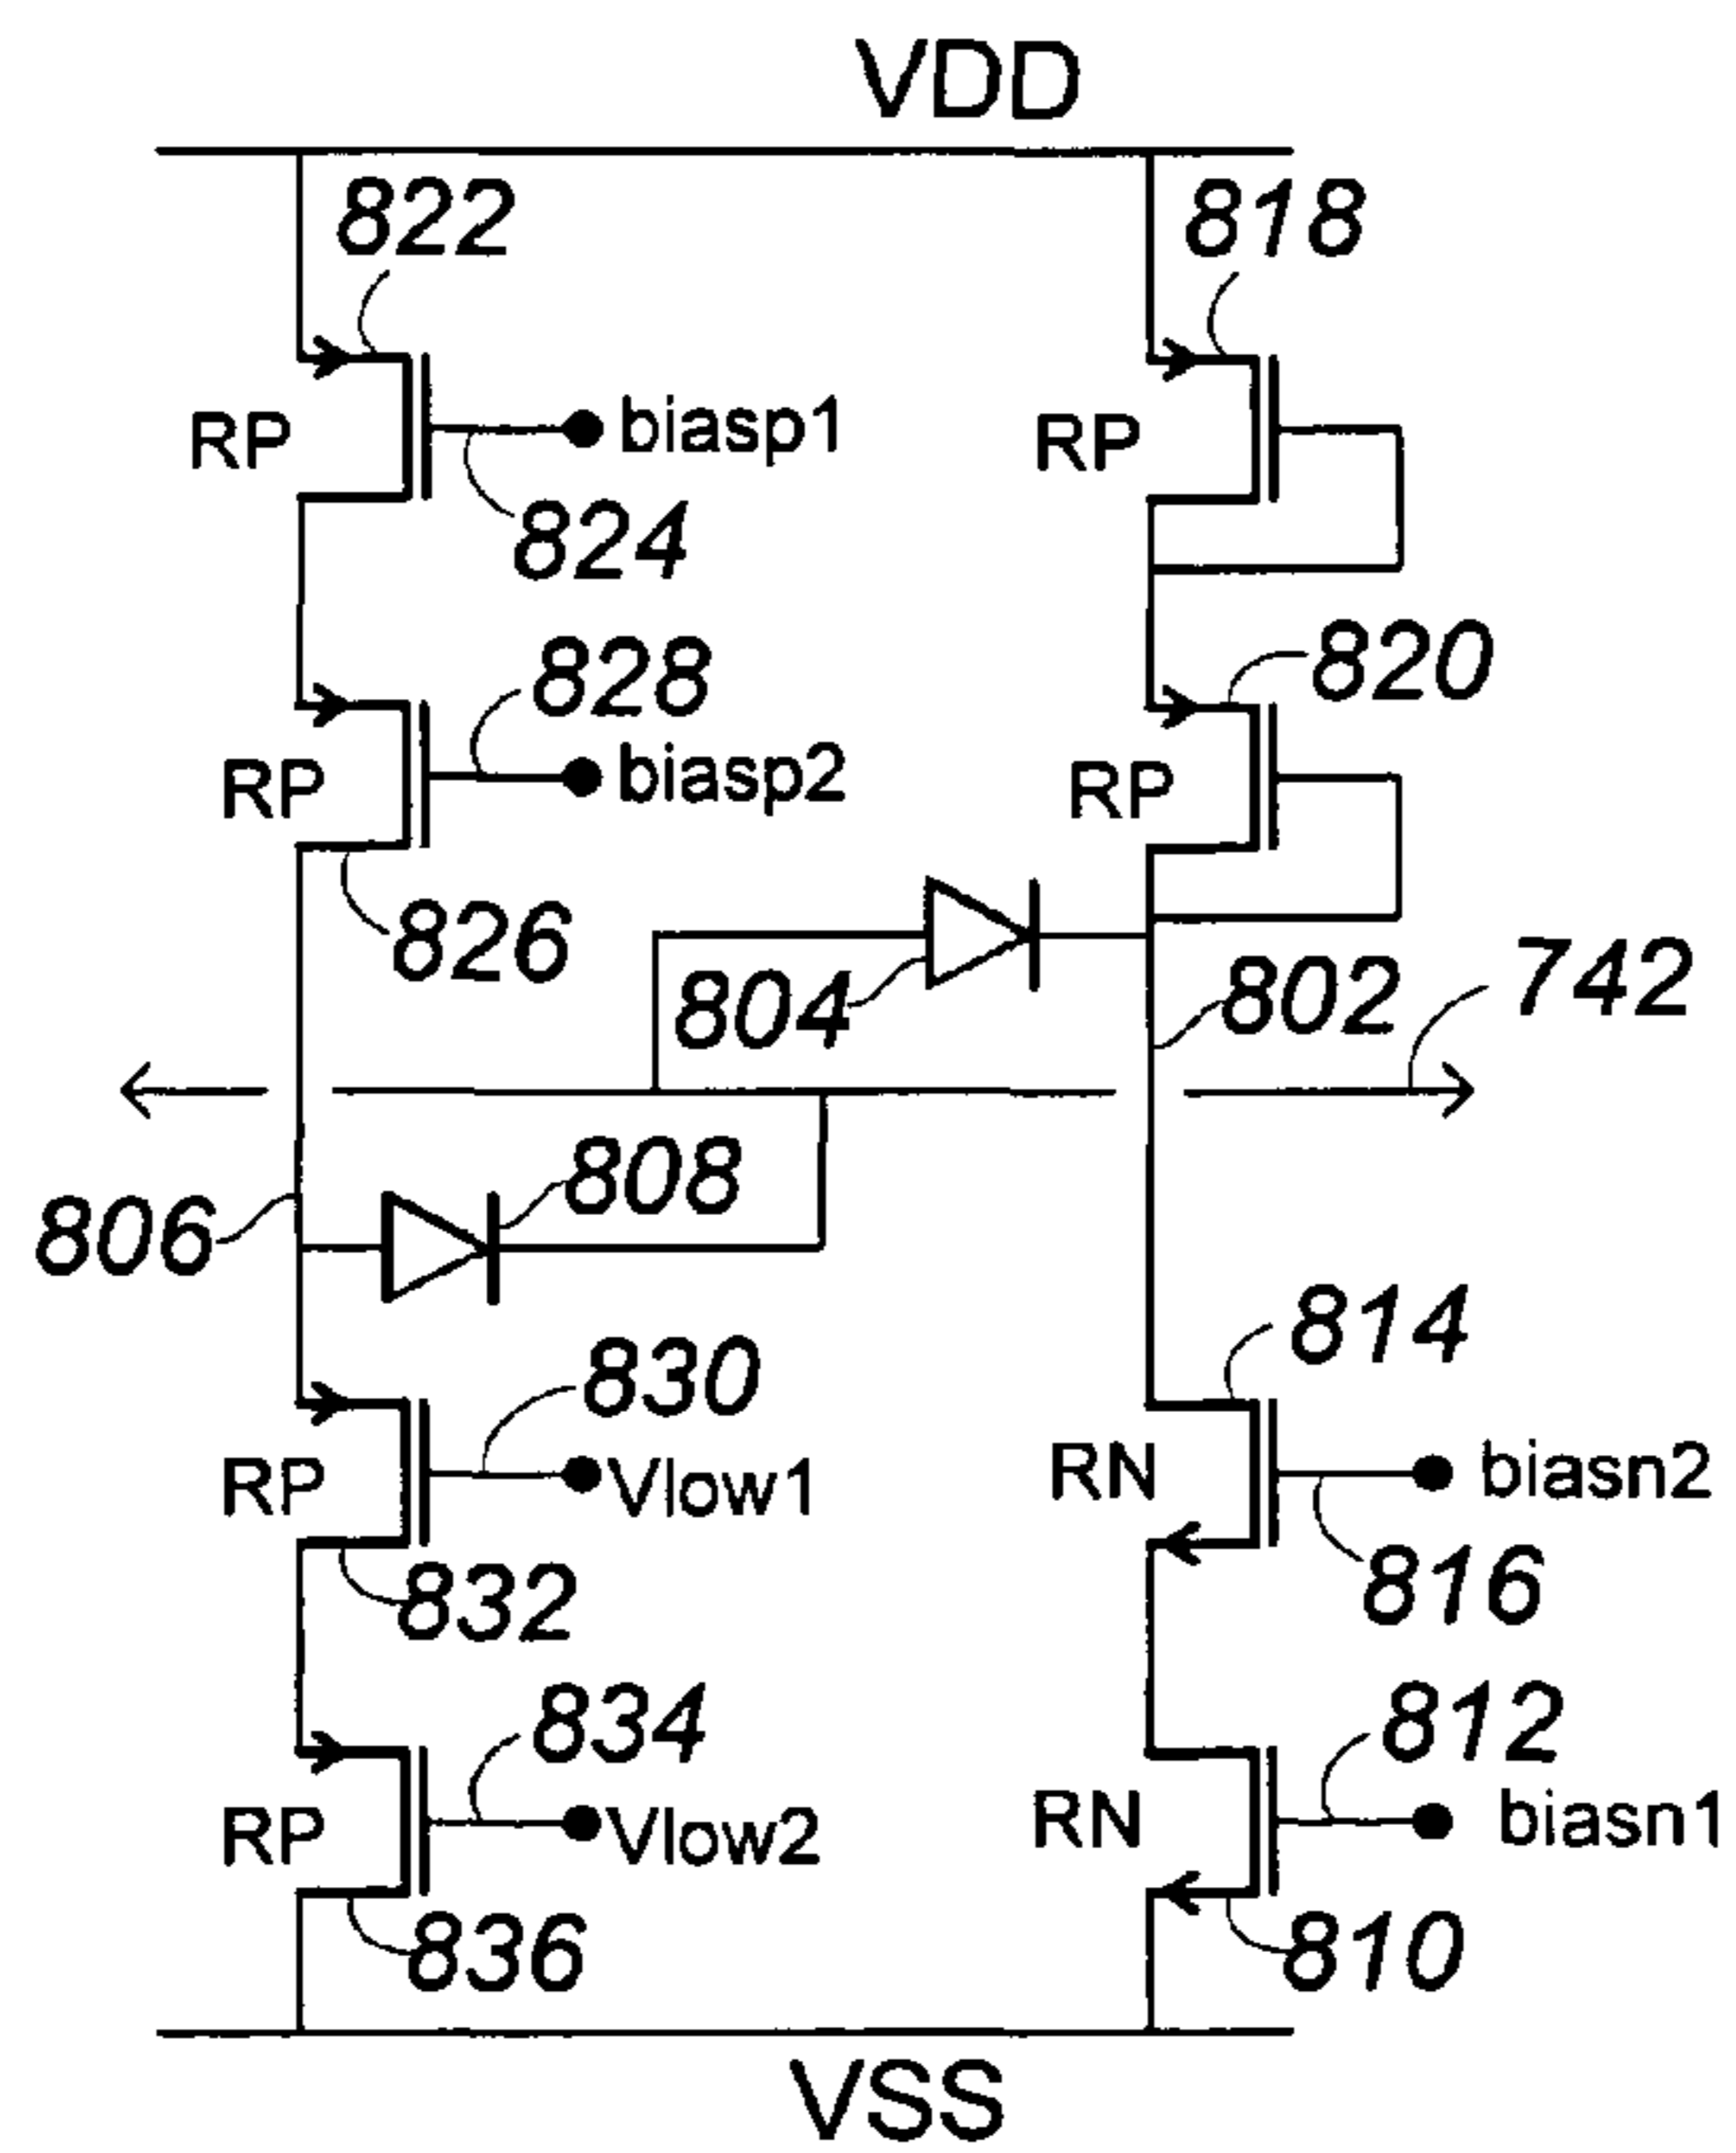 VDD
822
818
RP
biasp1
RP
824
828
820
RP
biasp2
RP
826
804
802
742
806
808
830
814
RP
Vlow1
RN
biasn2
832
816
834
812
RP
Vlow2
RN
biasn1
836
810
VSS